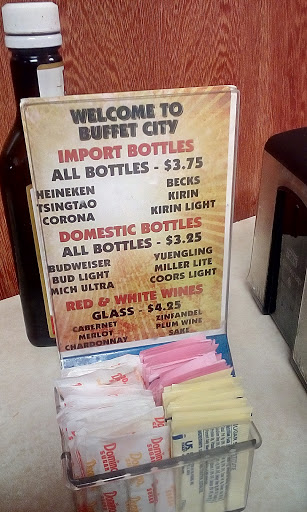 WELCOME TO
BUFFET CITY
IMPORT BOTTLES
ALL BOTTLES - $3.75
HEINEKEN BECKS
TSINGTAO KIRIN
CORONA KIRIN LIGHT
DOMESTIC BOTTLES
ALL BOTTLES - $3.25
BUDWEISER YUENGLING
BUD LIGHT MILLER LITE
MICH ULTRA COORS LIGHT
RED & WHITE WINES
GLASS - $4.25
CABERNET ZINFANDEL
MERLOT PLUM WINE
CHARDONNAY SAKE
Domino
SUGAR